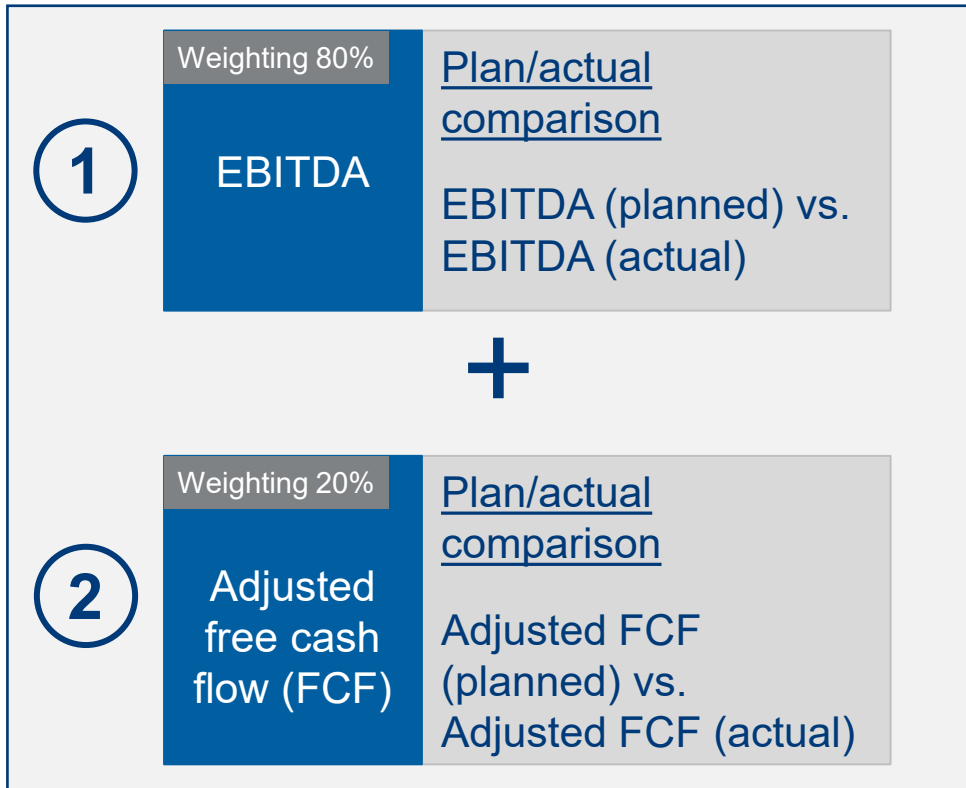 Weighting 80%
Plan/actual
comparison
1
EBITDA
EBITDA (planned) vs.
EBITDA (actual)
+
Weighting 20%
Plan/actual
comparison
2
Adjusted
free cash
flow (FCF)
Adjusted FCF
(planned) vs.
Adjusted FCF (actual)